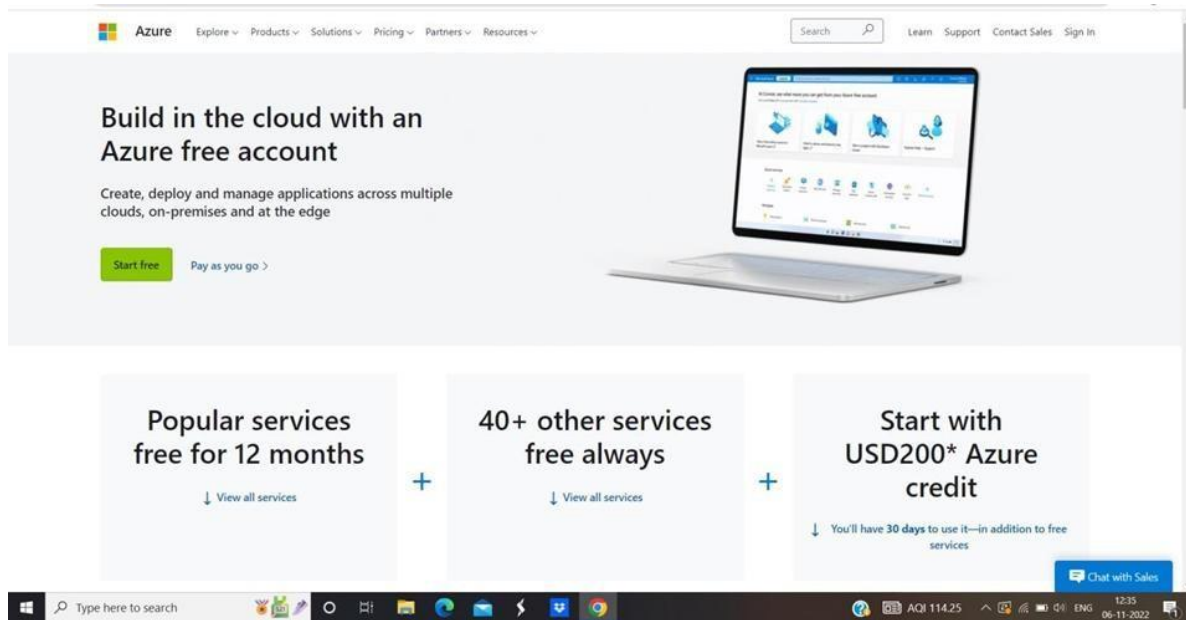 Azure
Explore
Products
Solutions
Pricing
Partners
Resources
Search
Learn
Support
Contact Sales
Sign In
Build in the cloud with an
Azure free account
Create, deploy and manage applications across multiple
clouds, on-premises and at the edge
Start free
Pay as you go >
Popular services
free for 12 months
↓ View all services
+
40+ other services
free always
↓ View all services
+
Start with
USD200* Azure
credit
↓ You'll have 30 days to use it—in addition to free
services
Chat with Sales
Type here to search
AQI 114.25
ENG
12:35
06-11-2022
1